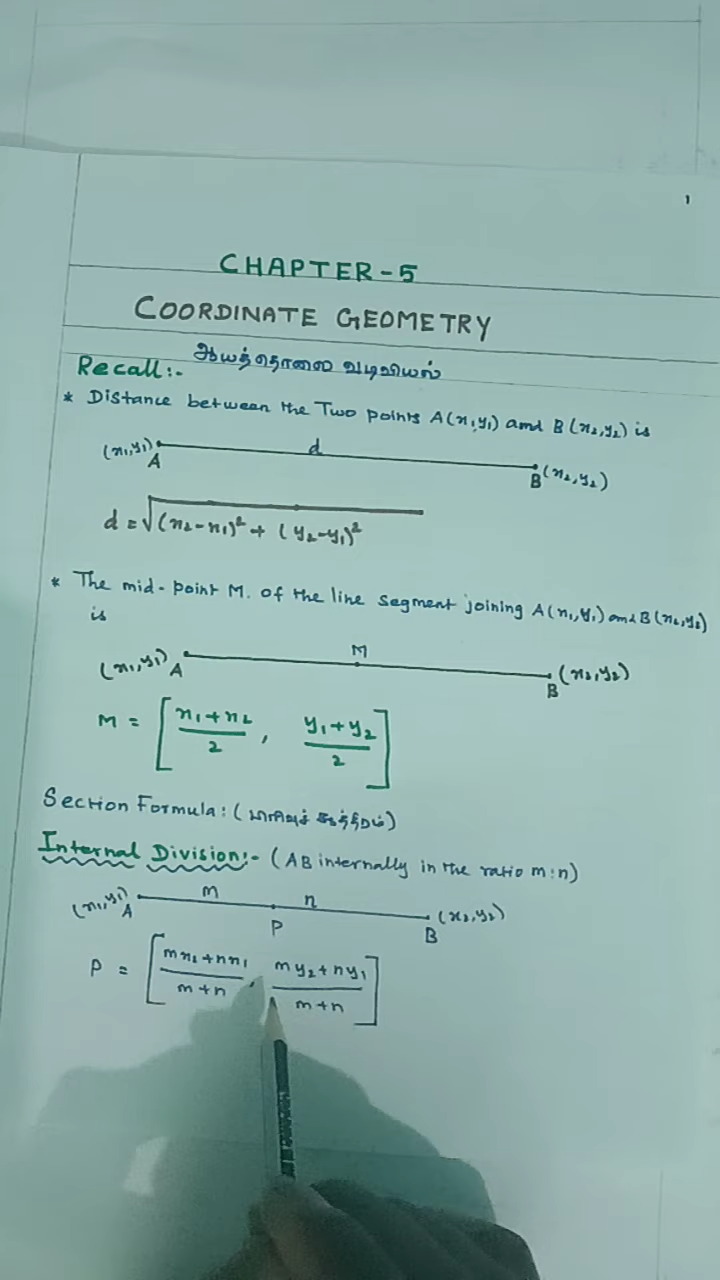 1
CHAPTER-5
COORDINATE GEOMETRY
ஆயத்தொலை வடிவியல்
Recall:-
* Distance between the Two points A(x₁,y₁) and B(x₂,y₂) is
(x₁,y₁) A d B (x₂,y₂)
d = √(x₂-x₁)² + (y₂-y₁)²
* The mid-point M. of the line segment joining A(x₁,y₁) and B(x₂,y₂)
is
(x₁,y₁) A M B (x₂,y₂)
M = [ (x₁+x₂)/2 , (y₁+y₂)/2 ]
Section Formula: (பிரிவுச் சூத்திரம்)
Internal Division:- (AB internally in the ratio m:n)
(x₁,y₁) A m P n B (x₂,y₂)
P = [ (mx₂+nx₁)/(m+n) , (my₂+ny₁)/(m+n) ]